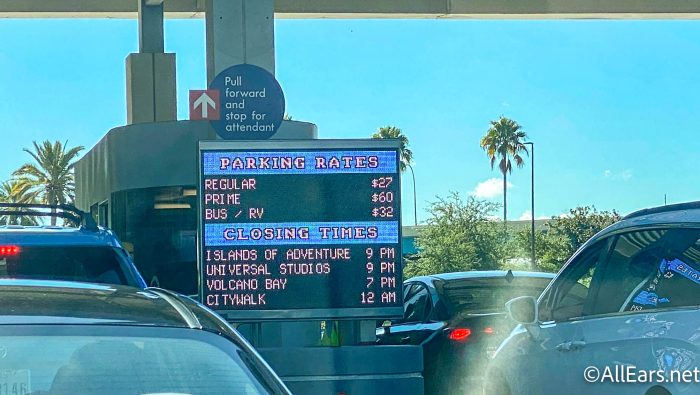 Pull
forward
and
stop for
attendant
PARKING RATES
REGULAR $27
PRIME $60
BUS / RV $32
CLOSING TIMES
ISLANDS OF ADVENTURE 9 PM
UNIVERSAL STUDIOS 9 PM
VOLCANO BAY 7 PM
CITYWALK 12 AM
©AllEars.net